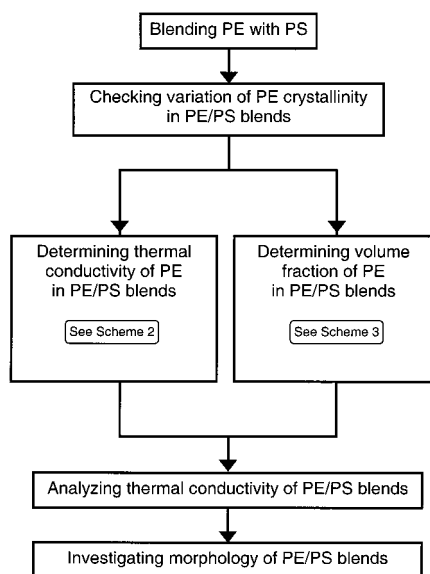 Blending PE with PS
Checking variation of PE crystallinity
in PE/PS blends
Determining thermal
conductivity of PE
in PE/PS blends
See Scheme 2
Determining volume
fraction of PE
in PE/PS blends
See Scheme 3
Analyzing thermal conductivity of PE/PS blends
Investigating morphology of PE/PS blends